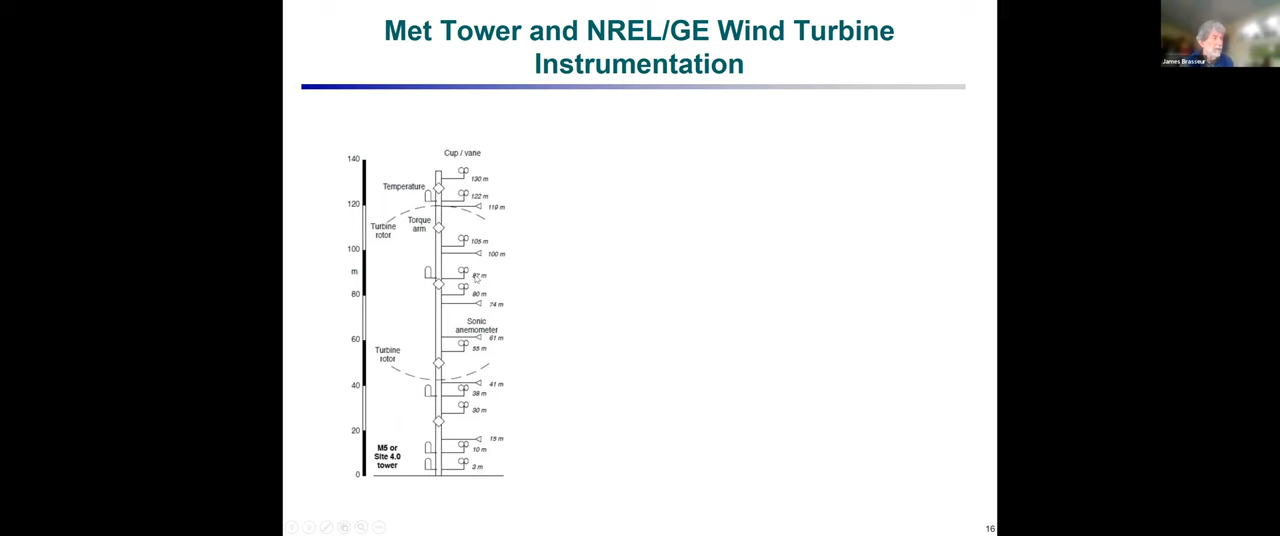 Met Tower and NREL/GE Wind Turbine
Instrumentation
James Brasseur
Cup / vane
140
130 m
Temperature
122 m
120
119 m
Turbine
rotor
Torque
arm
105 m
100
100 m
m
87 m
80
80 m
74 m
Sonic
anemometer
60
61 m
55 m
Turbine
rotor
40
41 m
38 m
30 m
20
15 m
M5 or
Site 4.0
tower
10 m
3 m
0
16